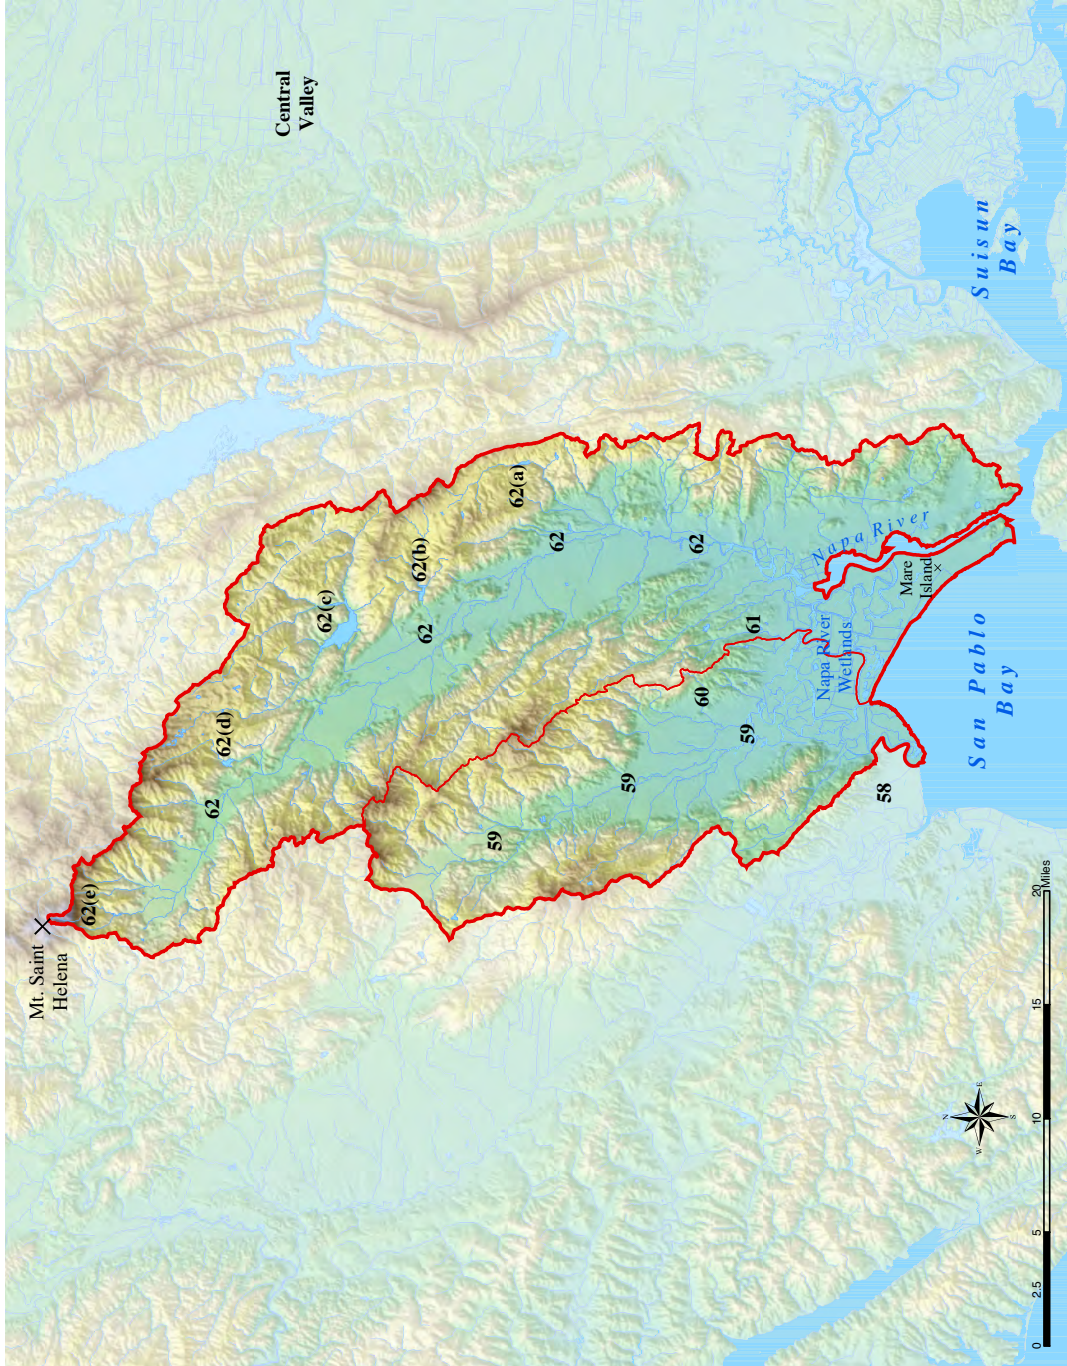 Mt. Saint
Helena
62(e)
Central
Valley
62
62(d)
62(c)
62(b)
62
62(a)
62
59
59
62
60
61
59
58
Napa River
Napa River
Wetlands
Mare
Island
San Pablo
Bay
Suisun
Bay
N
W
E
S
0
2.5
5
10
15
20
Miles